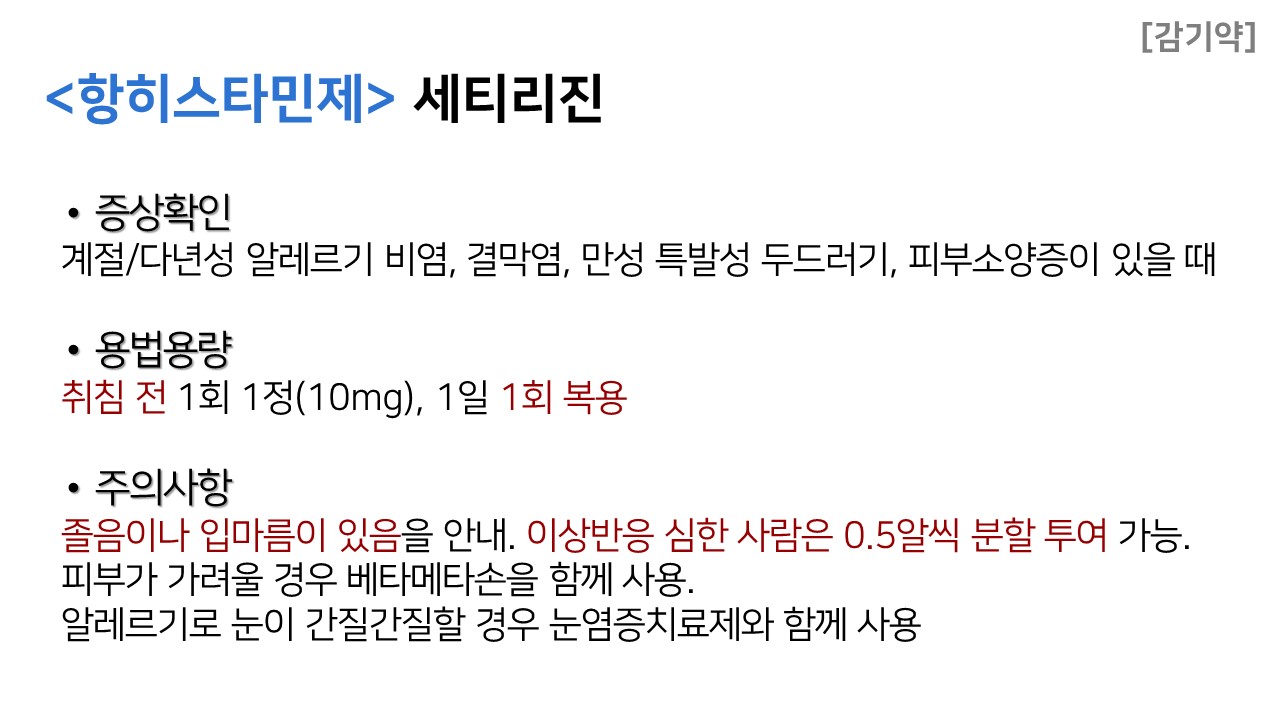 [감기약]
<항히스타민제> 세티리진
• 증상확인
계절/다년성 알레르기 비염, 결막염, 만성 특발성 두드러기, 피부소양증이 있을 때
• 용법용량
취침 전 1회 1정(10mg), 1일 1회 복용
• 주의사항
졸음이나 입마름이 있음을 안내. 이상반응 심한 사람은 0.5알씩 분할 투여 가능.
피부가 가려울 경우 베타메타손을 함께 사용.
알레르기로 눈이 간질간질할 경우 눈염증치료제와 함께 사용